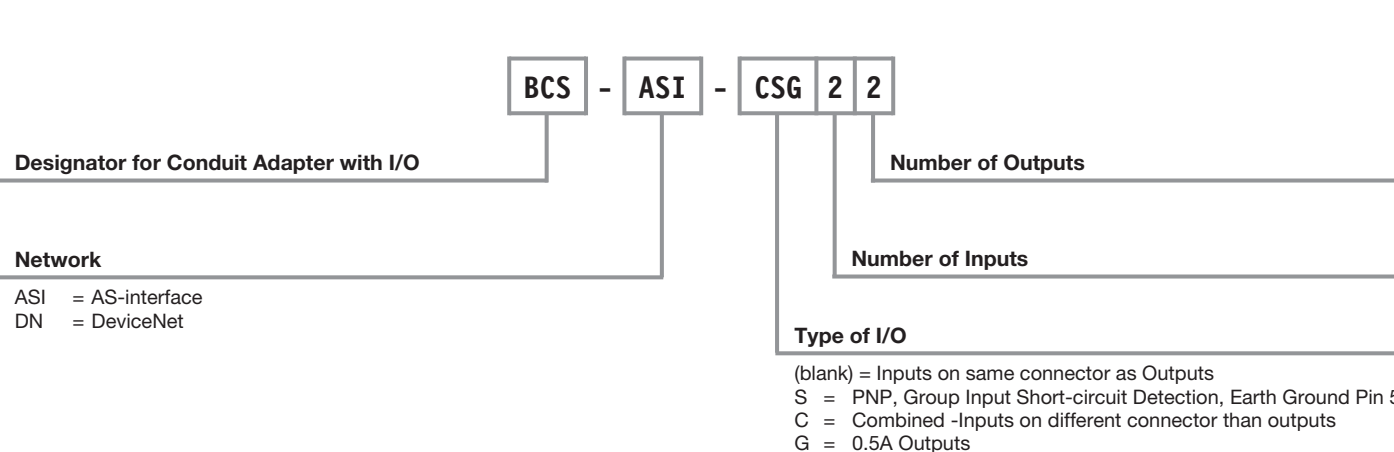 BCS - ASI - CSG 2 2
Designator for Conduit Adapter with I/O
Number of Outputs
Network
Number of Inputs
ASI = AS-interface
DN = DeviceNet
Type of I/O
(blank) = Inputs on same connector as Outputs
S = PNP, Group Input Short-circuit Detection, Earth Ground Pin 5
C = Combined -Inputs on different connector than outputs
G = 0.5A Outputs